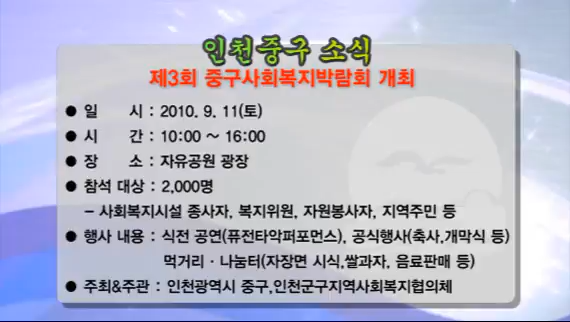 인천중구 소식
제3회 중구사회복지박람회 개최
● 일 시 : 2010. 9. 11(토)
● 시 간 : 10:00 ~ 16:00
● 장 소 : 자유공원 광장
● 참석 대상 : 2,000명
- 사회복지시설 종사자, 복지위원, 자원봉사자, 지역주민 등
● 행사 내용 : 식전 공연(퓨전타악퍼포먼스), 공식행사(축사,개막식 등)
먹거리·나눔터(자장면 시식,쌀과자, 음료판매 등)
● 주최&주관 : 인천광역시 중구,인천군구지역사회복지협의체